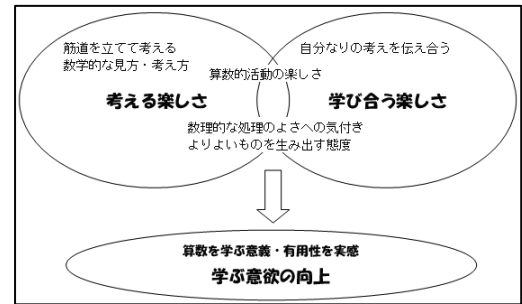 筋道を立てて考える
数学的な見方・考え方
自分なりの考えを伝え合う
算数的活動の楽しさ
考える楽しさ
学び合う楽しさ
数理的な処理のよさへの気付き
よりよいものを生み出す態度
算数を学ぶ意義・有用性を実感
学ぶ意欲の向上